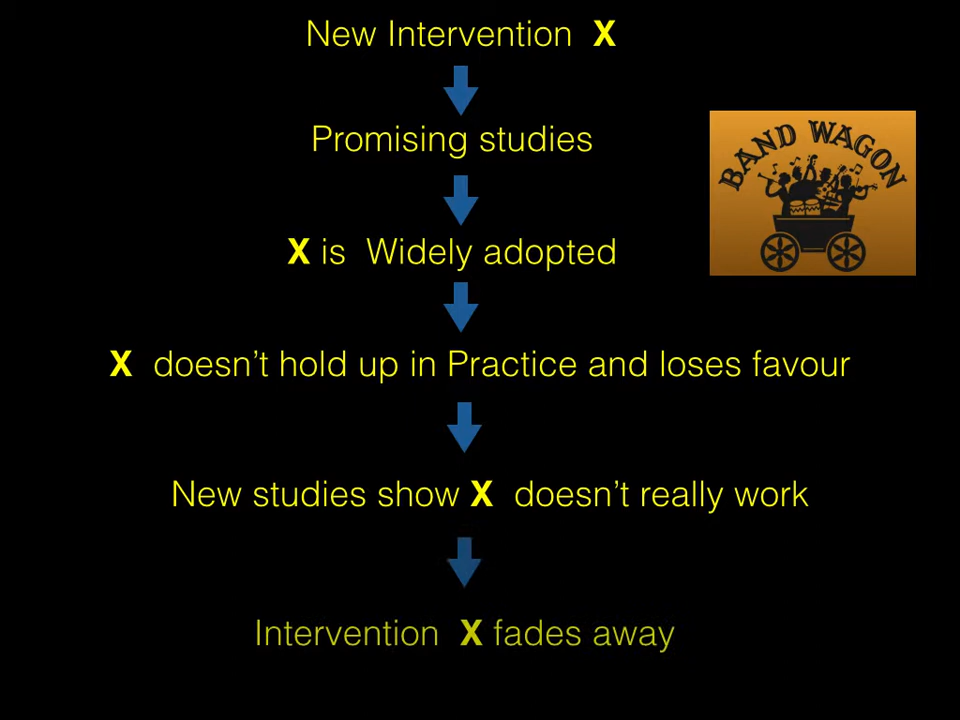 New Intervention X
Promising studies
BAND WAGON
X is Widely adopted
X doesn't hold up in Practice and loses favour
New studies show X doesn't really work
Intervention X fades away